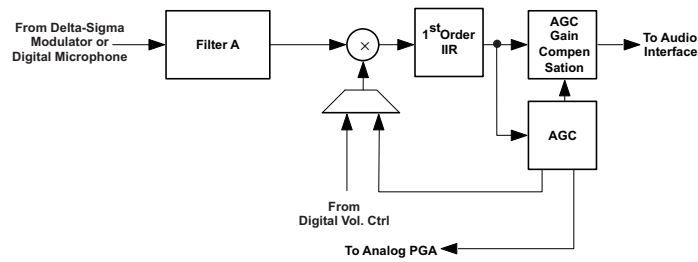 From Delta-Sigma
Modulator or
Digital Microphone
Filter A
×
1st Order
IIR
AGC
Gain
Compen
Sation
To Audio
Interface
AGC
From
Digital Vol. Ctrl
To Analog PGA